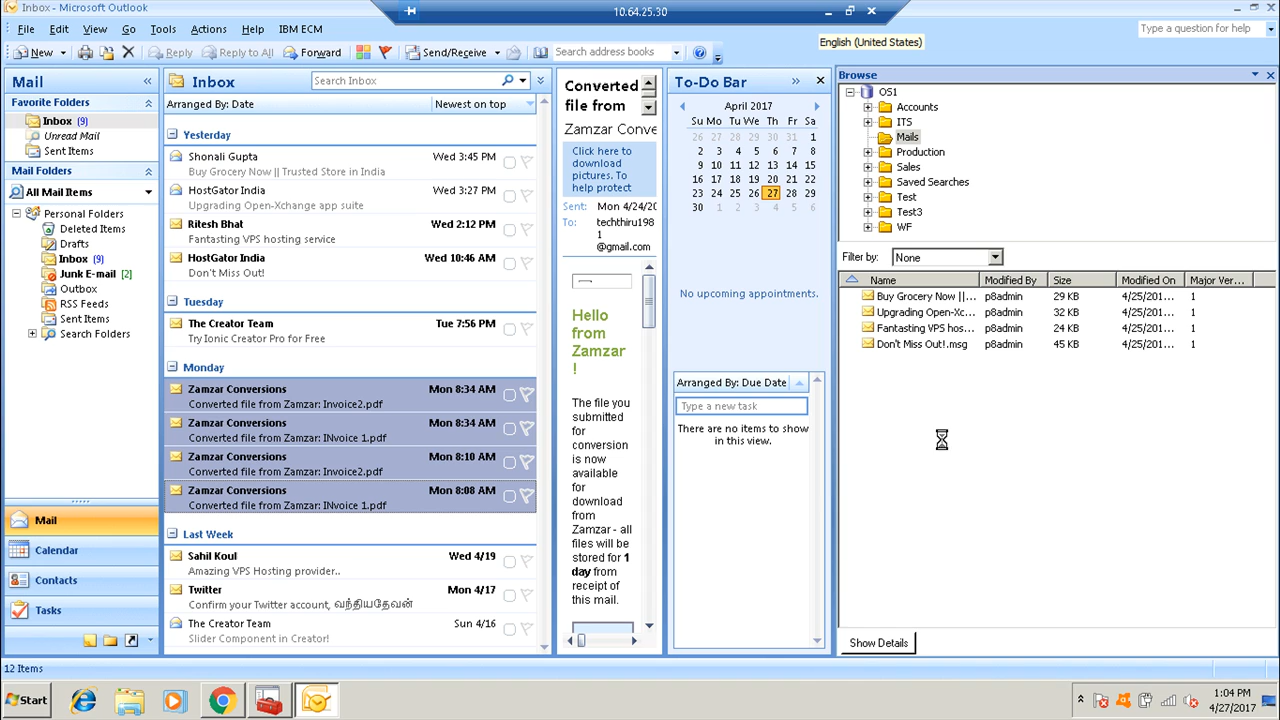 Inbox - Microsoft Outlook
10.64.25.30
File Edit View Go Tools Actions Help IBM ECM
English (United States)
Type a question for help
New Reply Reply to All Forward Send/Receive Search address books
Mail
Favorite Folders
Inbox (9)
Unread Mail
Sent Items
Mail Folders
All Mail Items
Personal Folders
Deleted Items
Drafts
Inbox (9)
Junk E-mail [2]
Outbox
RSS Feeds
Sent Items
Search Folders
Mail
Calendar
Contacts
Tasks
Inbox
Search Inbox
Arranged By: Date Newest on top
Yesterday
Shonali Gupta Wed 3:45 PM
Buy Grocery Now || Trusted Store in India
HostGator India Wed 3:27 PM
Upgrading Open-Xchange app suite
Ritesh Bhat Wed 2:12 PM
Fantasting VPS hosting service
HostGator India Wed 10:46 AM
Don't Miss Out!
Tuesday
The Creator Team Tue 7:56 PM
Try Ionic Creator Pro for Free
Monday
Zamzar Conversions Mon 8:34 AM
Converted file from Zamzar: Invoice2.pdf
Zamzar Conversions Mon 8:34 AM
Converted file from Zamzar: INvoice 1.pdf
Zamzar Conversions Mon 8:10 AM
Converted file from Zamzar: Invoice2.pdf
Zamzar Conversions Mon 8:08 AM
Converted file from Zamzar: INvoice 1.pdf
Last Week
Sahil Koul Wed 4/19
Amazing VPS Hosting provider..
Twitter Mon 4/17
Confirm your Twitter account, வந்தியதேவன்
The Creator Team Sun 4/16
Slider Component in Creator!
Converted
file from
Zamzar Conve
Click here to
download
pictures. To
help protect
Sent: Mon 4/24/20
To: techthiru198
1
@gmail.com
Hello
from
Zamzar
!
The file you
submitted
for
conversion
is now
available
for
download
from
Zamzar - all
files will be
stored for 1
day from
receipt of
this mail.
To-Do Bar
April 2017
Su Mo Tu We Th Fr Sa
26 27 28 29 30 31 1
2 3 4 5 6 7 8
9 10 11 12 13 14 15
16 17 18 19 20 21 22
23 24 25 26 27 28 29
30 1 2 3 4 5 6
No upcoming appointments.
Arranged By: Due Date
Type a new task
There are no items to show
in this view.
Browse
OS1
Accounts
ITS
Mails
Production
Sales
Saved Searches
Test
Test3
WF
Filter by: None
Name Modified By Size Modified On Major Ver...
Buy Grocery Now ||... p8admin 29 KB 4/25/201... 1
Upgrading Open-Xc... p8admin 32 KB 4/25/201... 1
Fantasting VPS hos... p8admin 24 KB 4/25/201... 1
Don't Miss Out!.msg p8admin 45 KB 4/25/201... 1
Show Details
12 Items
Start
1:04 PM
4/27/2017